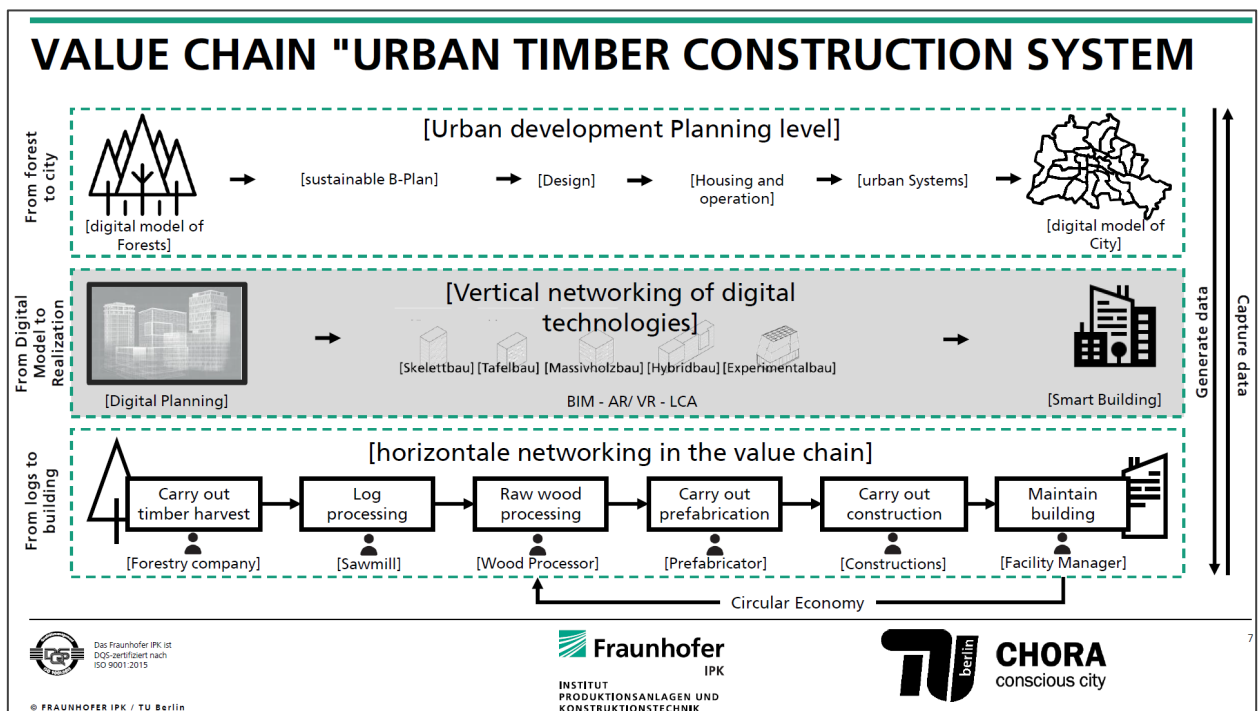 VALUE CHAIN "URBAN TIMBER CONSTRUCTION SYSTEM
From forest
to city
[Urban development Planning level]
[digital model of
Forests]
[sustainable B-Plan]
[Design]
[Housing and
operation]
[urban Systems]
[digital model of
City]
From Digital
Model to
Realization
[Vertical networking of digital
technologies]
[Digital Planning]
[Skelettbau] [Tafelbau] [Massivholzbau] [Hybridbau] [Experimentalbau]
BIM - AR/ VR - LCA
[Smart Building]
Generate data
Capture data
From logs to
building
[horizontale networking in the value chain]
Carry out
timber harvest
Log
processing
Raw wood
processing
Carry out
prefabrication
Carry out
construction
Maintain
building
[Forestry company]
[Sawmill]
[Wood Processor]
[Prefabricator]
[Constructions]
[Facility Manager]
Circular Economy
DQS
Das Fraunhofer IPK ist
DQS-zertifiziert nach
ISO 9001:2015
© FRAUNHOFER IPK / TU Berlin
Fraunhofer
IPK
INSTITUT
PRODUKTIONSANLAGEN UND
KONSTRUKTIONSTECHNIK
TU
berlin
CHORA
conscious city
7